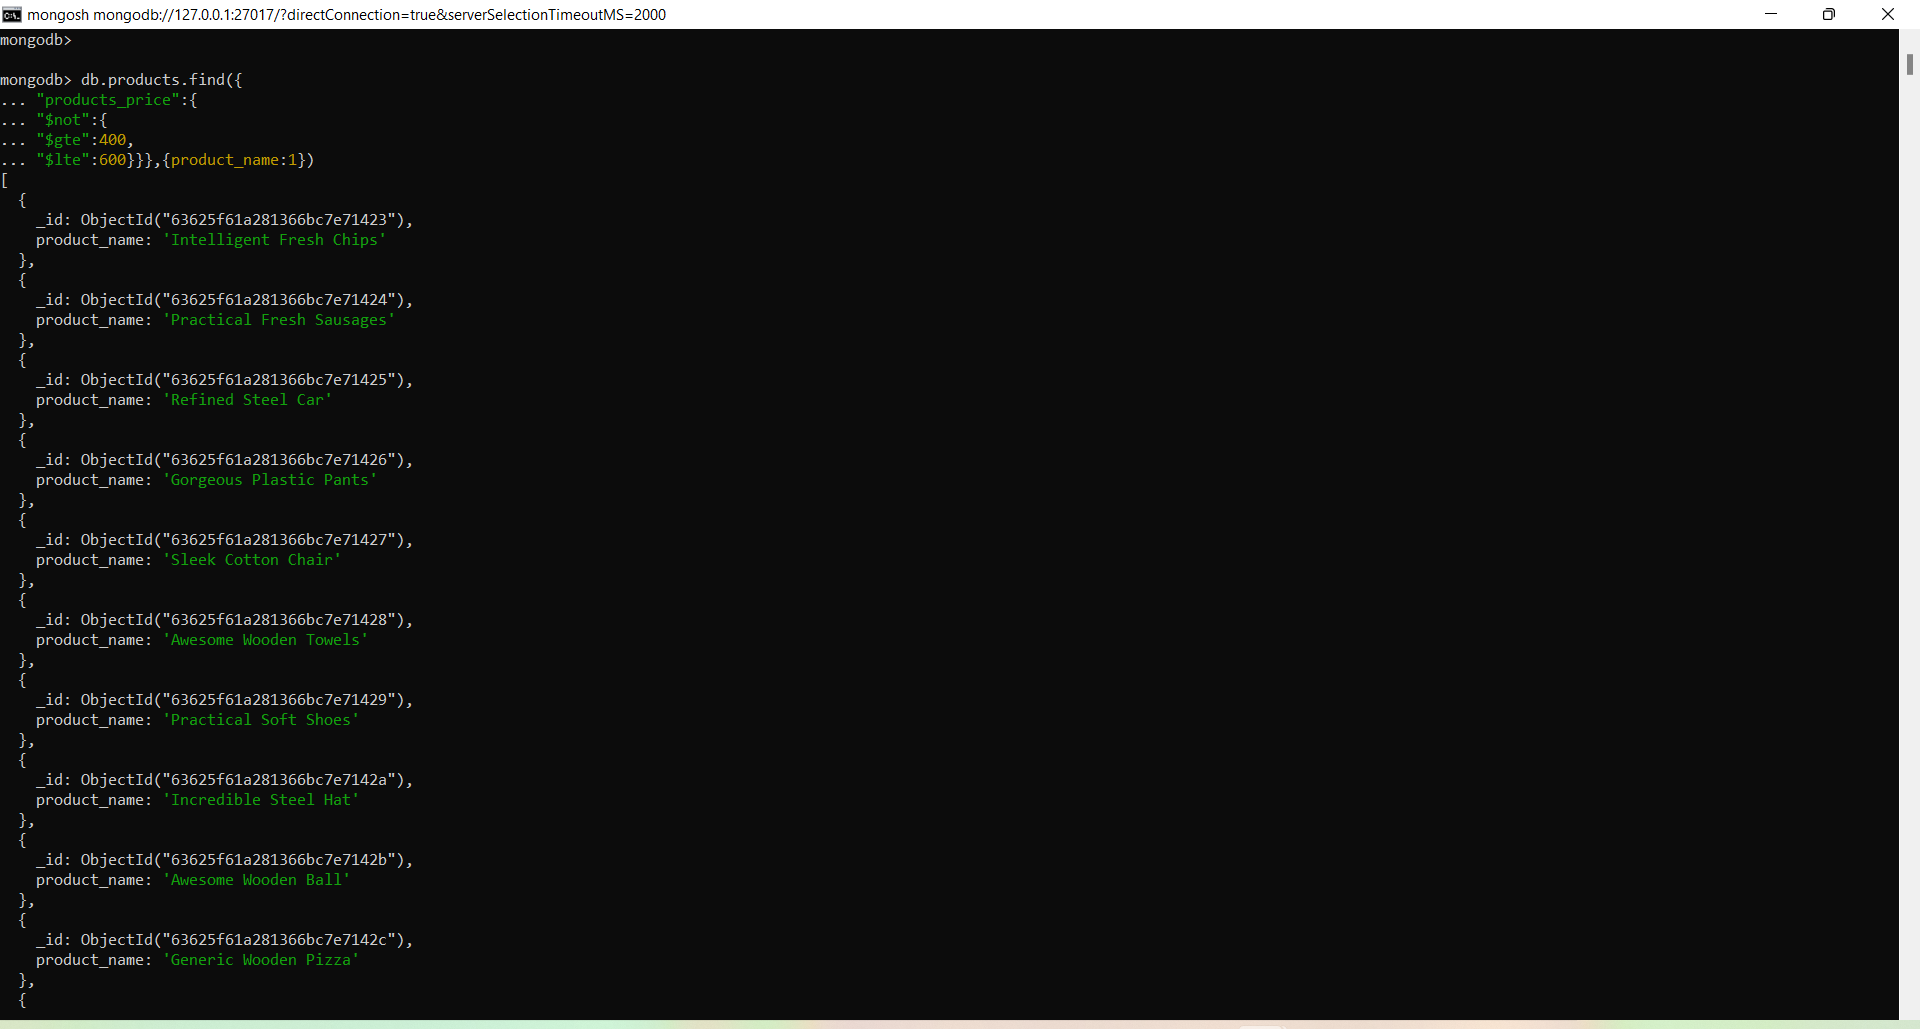 mongosh mongodb://127.0.0.1:27017/?directConnection=true&serverSelectionTimeoutMS=2000
mongodb>
mongodb> db.products.find({
... "products_price":{
... "$not":{
... "$gte":400,
... "$lte":600}}},{product_name:1})
[
  {
    _id: ObjectId("63625f61a281366bc7e71423"),
    product_name: 'Intelligent Fresh Chips'
  },
  {
    _id: ObjectId("63625f61a281366bc7e71424"),
    product_name: 'Practical Fresh Sausages'
  },
  {
    _id: ObjectId("63625f61a281366bc7e71425"),
    product_name: 'Refined Steel Car'
  },
  {
    _id: ObjectId("63625f61a281366bc7e71426"),
    product_name: 'Gorgeous Plastic Pants'
  },
  {
    _id: ObjectId("63625f61a281366bc7e71427"),
    product_name: 'Sleek Cotton Chair'
  },
  {
    _id: ObjectId("63625f61a281366bc7e71428"),
    product_name: 'Awesome Wooden Towels'
  },
  {
    _id: ObjectId("63625f61a281366bc7e71429"),
    product_name: 'Practical Soft Shoes'
  },
  {
    _id: ObjectId("63625f61a281366bc7e7142a"),
    product_name: 'Incredible Steel Hat'
  },
  {
    _id: ObjectId("63625f61a281366bc7e7142b"),
    product_name: 'Awesome Wooden Ball'
  },
  {
    _id: ObjectId("63625f61a281366bc7e7142c"),
    product_name: 'Generic Wooden Pizza'
  },
  {